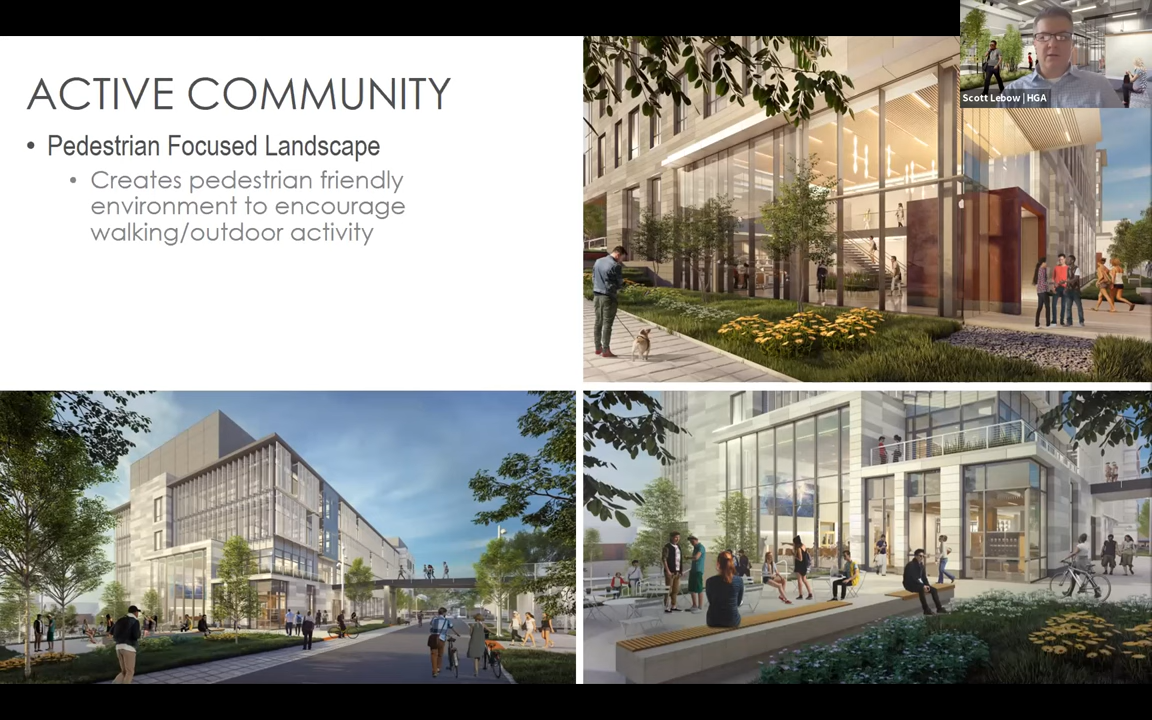 ACTIVE COMMUNITY
• Pedestrian Focused Landscape
• Creates pedestrian friendly
environment to encourage
walking/outdoor activity
Scott Lebow | HGA